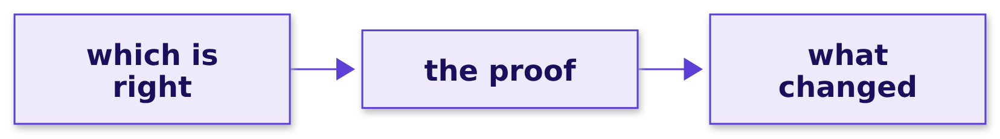 which is
right
the proof
what
changed